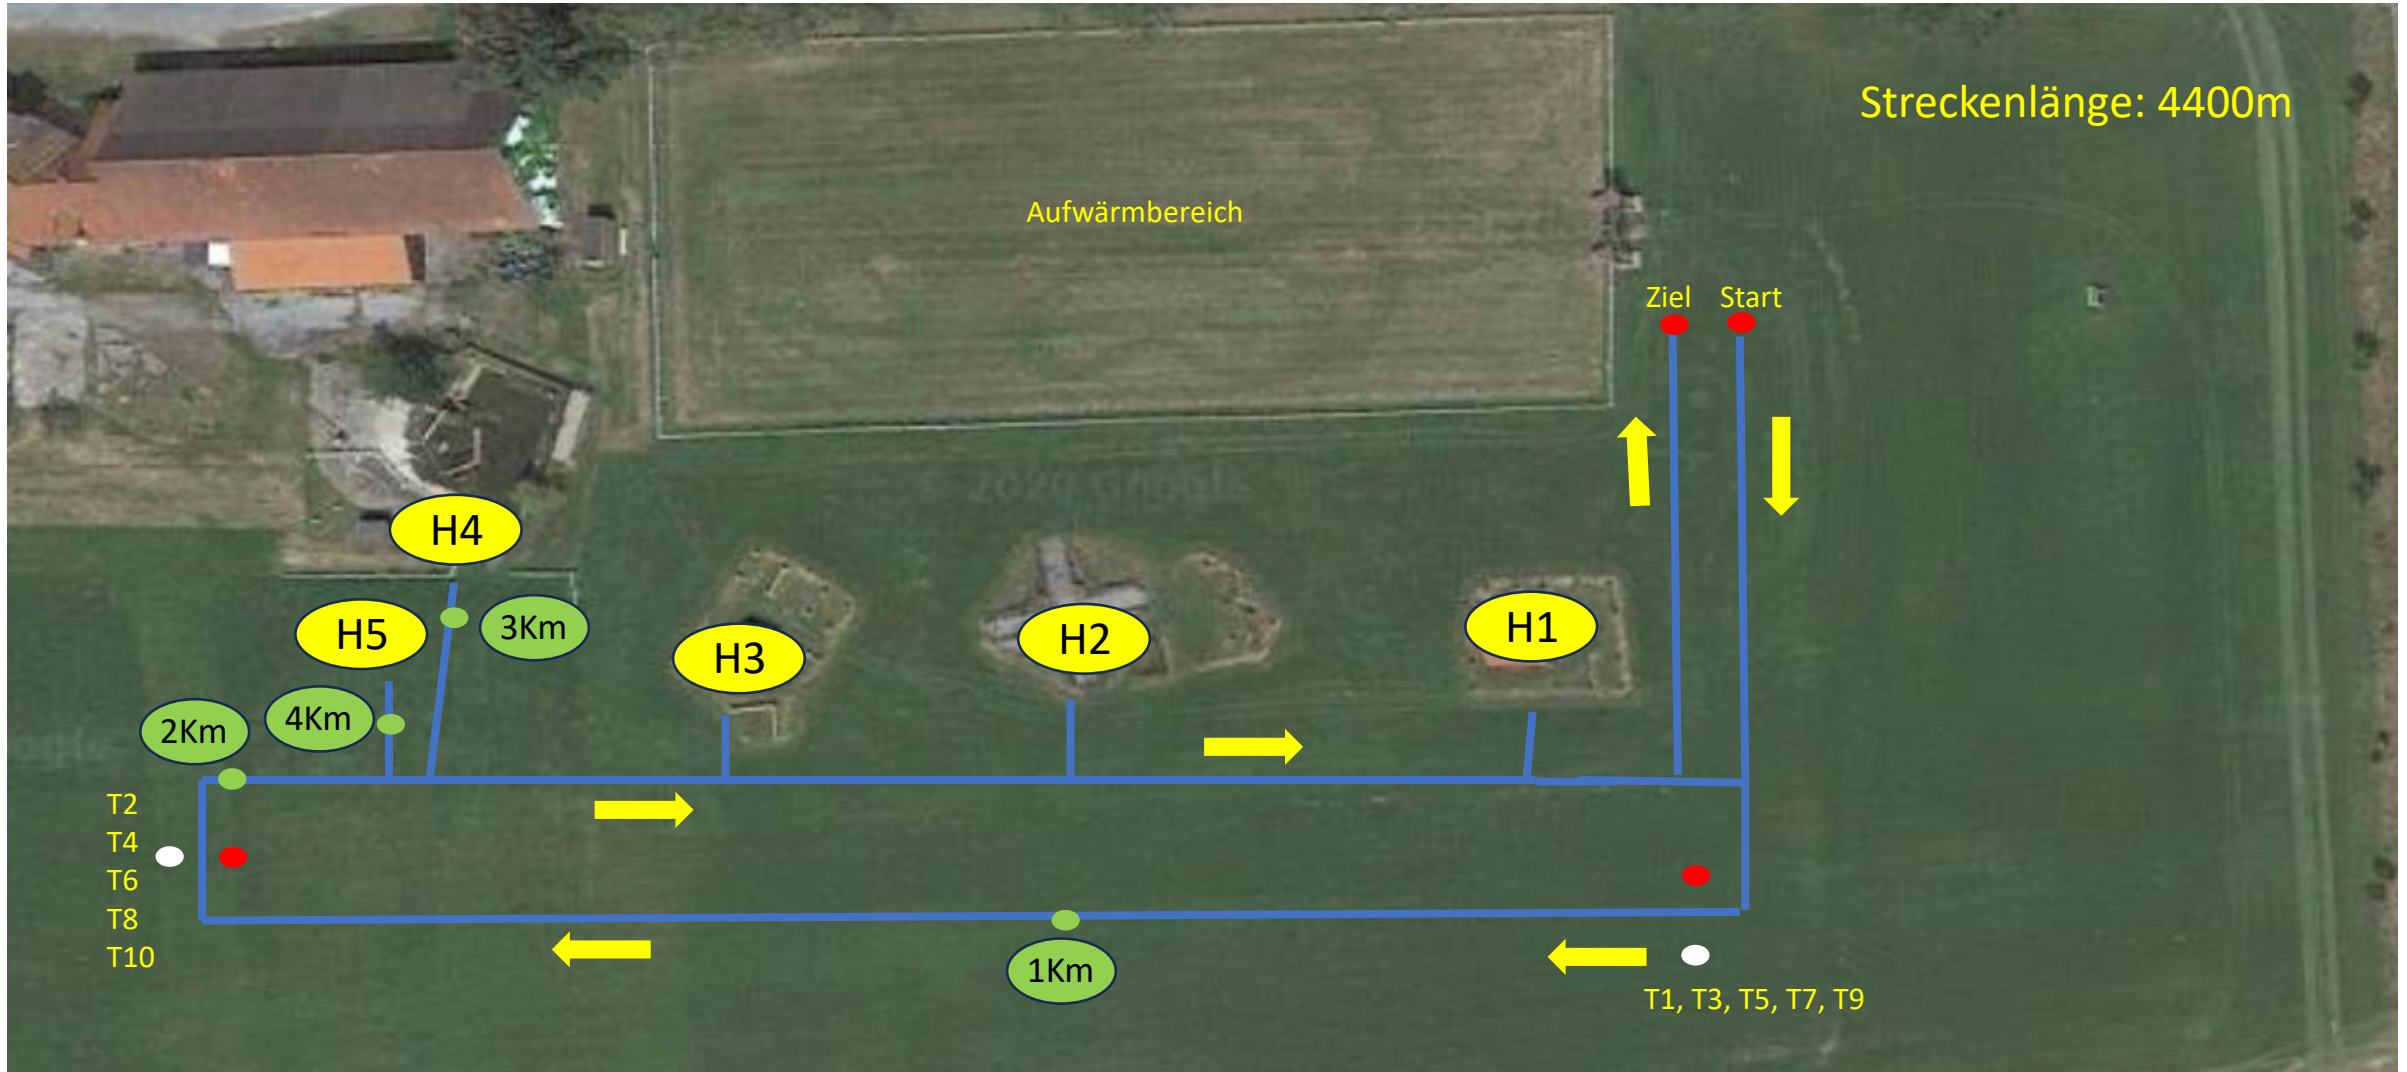 Streckenlänge: 4400m
Aufwärmbereich
Ziel Start
H4
H5
3Km
H3
H2
H1
2Km
4Km
T2
T4
T6
T8
T10
1Km
T1, T3, T5, T7, T9